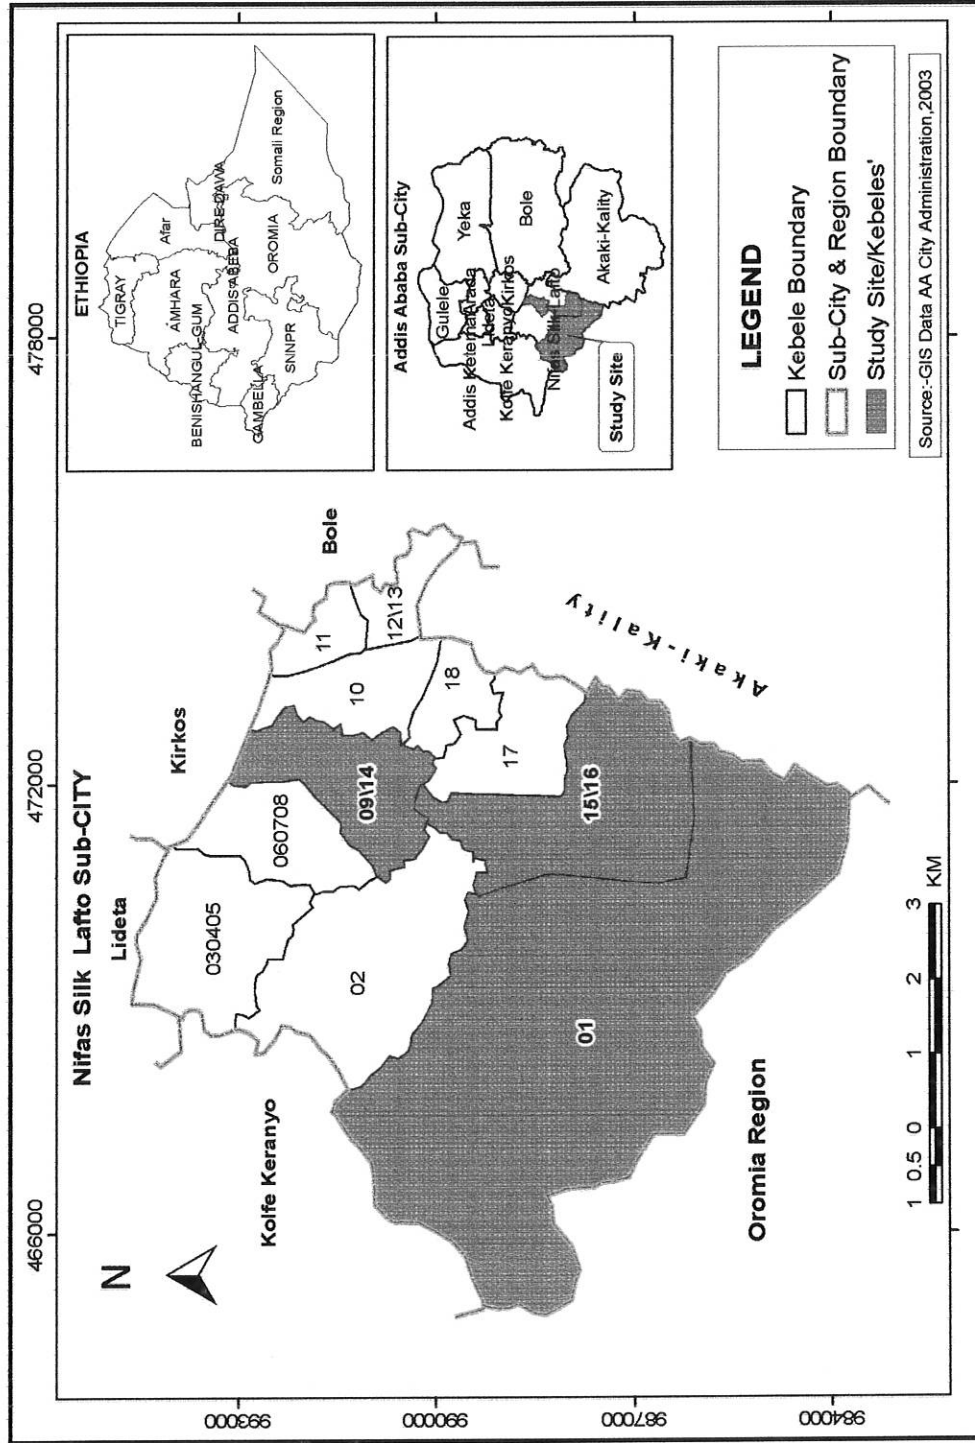 466000
472000
478000
993000
990000
987000
984000
N
Nifas Silk Lafto Sub-CITY
Lideta
Kirkos
Bole
Kolfe Keranyo
Akaki-Kality
Oromia Region
030405
060708
02
09\14
10
11
12\13
18
17
15\16
01
1 0.5 0 1 2 3
KM
ETHIOPIA
TIGRAY
Afar
AMHARA
BENISHANGUL-GUM
DIRE DAWA
ADDIS ABEBA
GAMBELLA
OROMIA
Somali Region
SNNPR
Addis Ababa Sub-City
Gulele
Yeka
Addis Ketema
Arada
Lideta
Kolfe Keranyo
Kirkos
Bole
Nifas Silk Lafto
Akaki-Kality
Study Site
LEGEND
Kebele Boundary
Sub-City & Region Boundary
Study Site/Kebeles'
Source:-GIS Data AA City Administration,2003